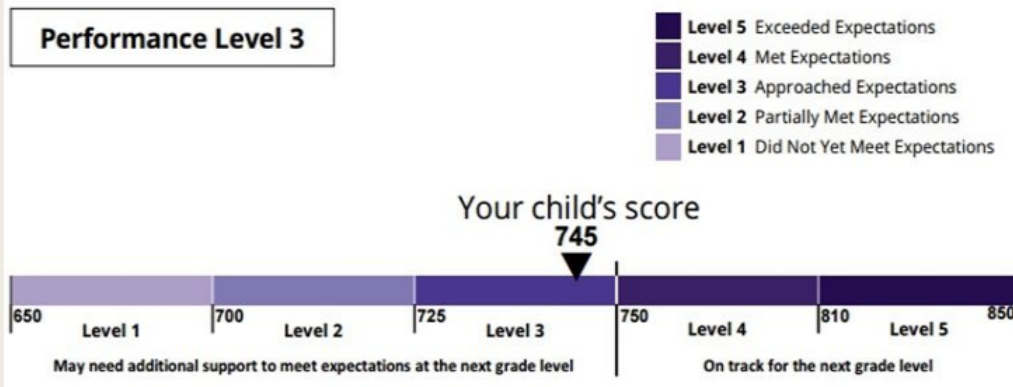 Performance Level 3
Level 5 Exceeded Expectations
Level 4 Met Expectations
Level 3 Approached Expectations
Level 2 Partially Met Expectations
Level 1 Did Not Yet Meet Expectations
Your child's score
745
650 700 725 750 810 850
Level 1 Level 2 Level 3 Level 4 Level 5
May need additional support to meet expectations at the next grade level On track for the next grade level